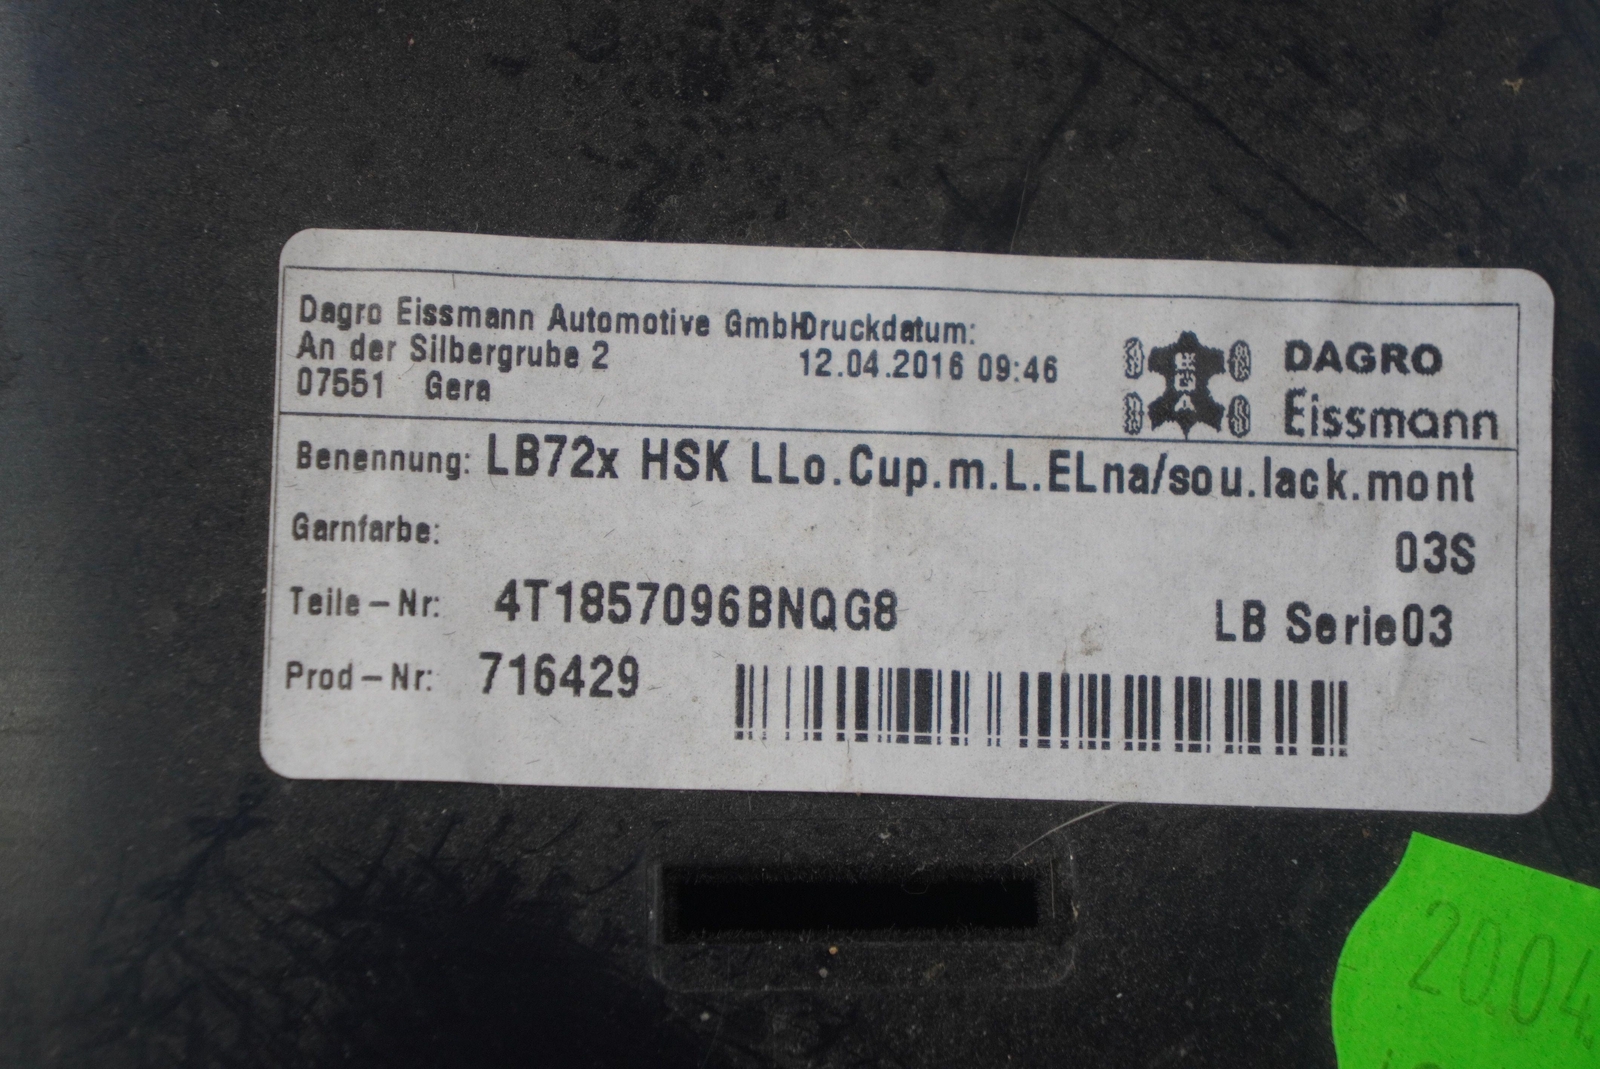 Dagro Eissmann Automotive GmbH Druckdatum:
An der Silbergrube 2 12.04.2016 09:46
07551 Gera
DAGRO
Eissmann
Benennung: LB72x HSK LLo.Cup.m.L.ELna/sou.lack.mont
Garnfarbe: 03S
Teile-Nr: 4T1857096BNQG8 LB Serie03
Prod-Nr: 716429
20.04.